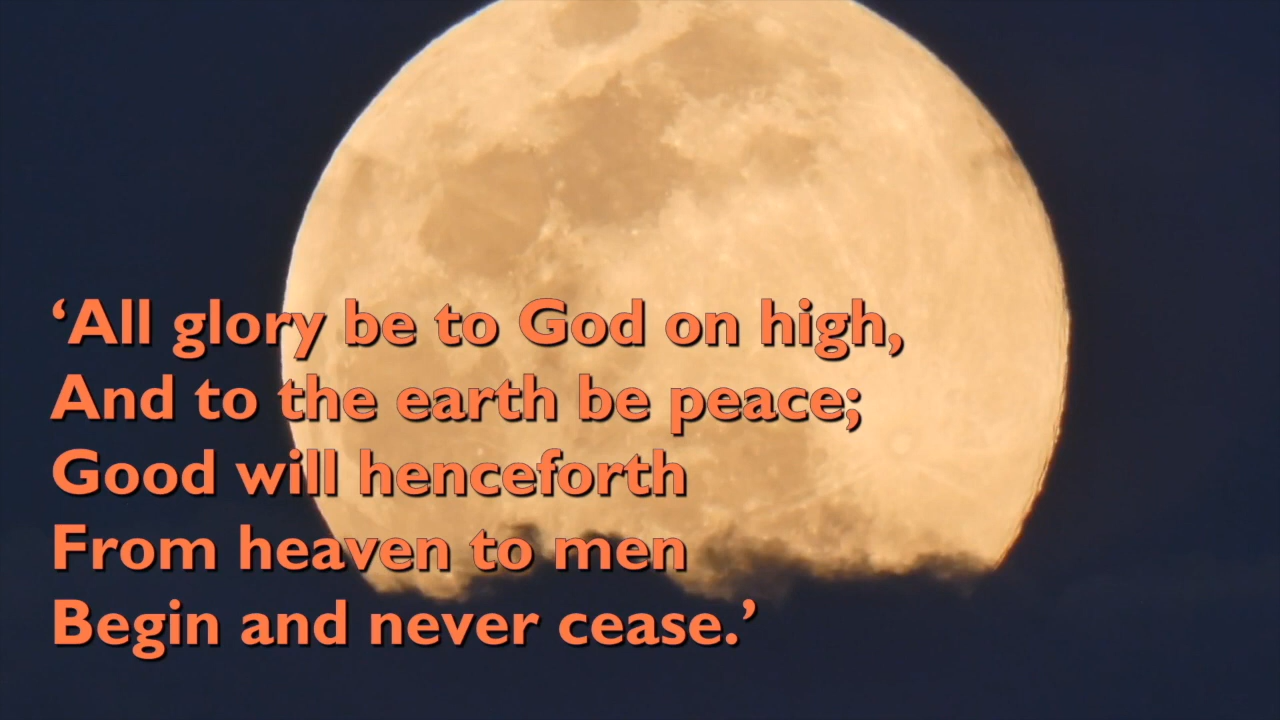 ‘All glory be to God on high,
And to the earth be peace;
Good will henceforth
From heaven to men
Begin and never cease.’